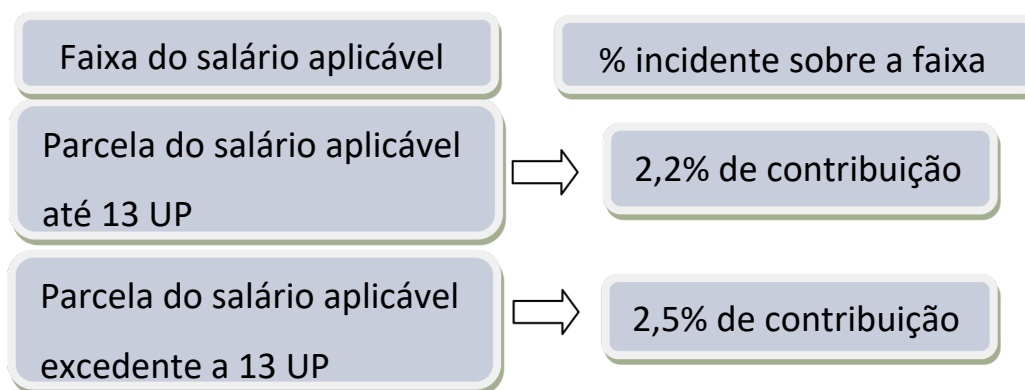 Faixa do salário aplicável
% incidente sobre a faixa
Parcela do salário aplicável
até 13 UP
2,2% de contribuição
Parcela do salário aplicável
excedente a 13 UP
2,5% de contribuição